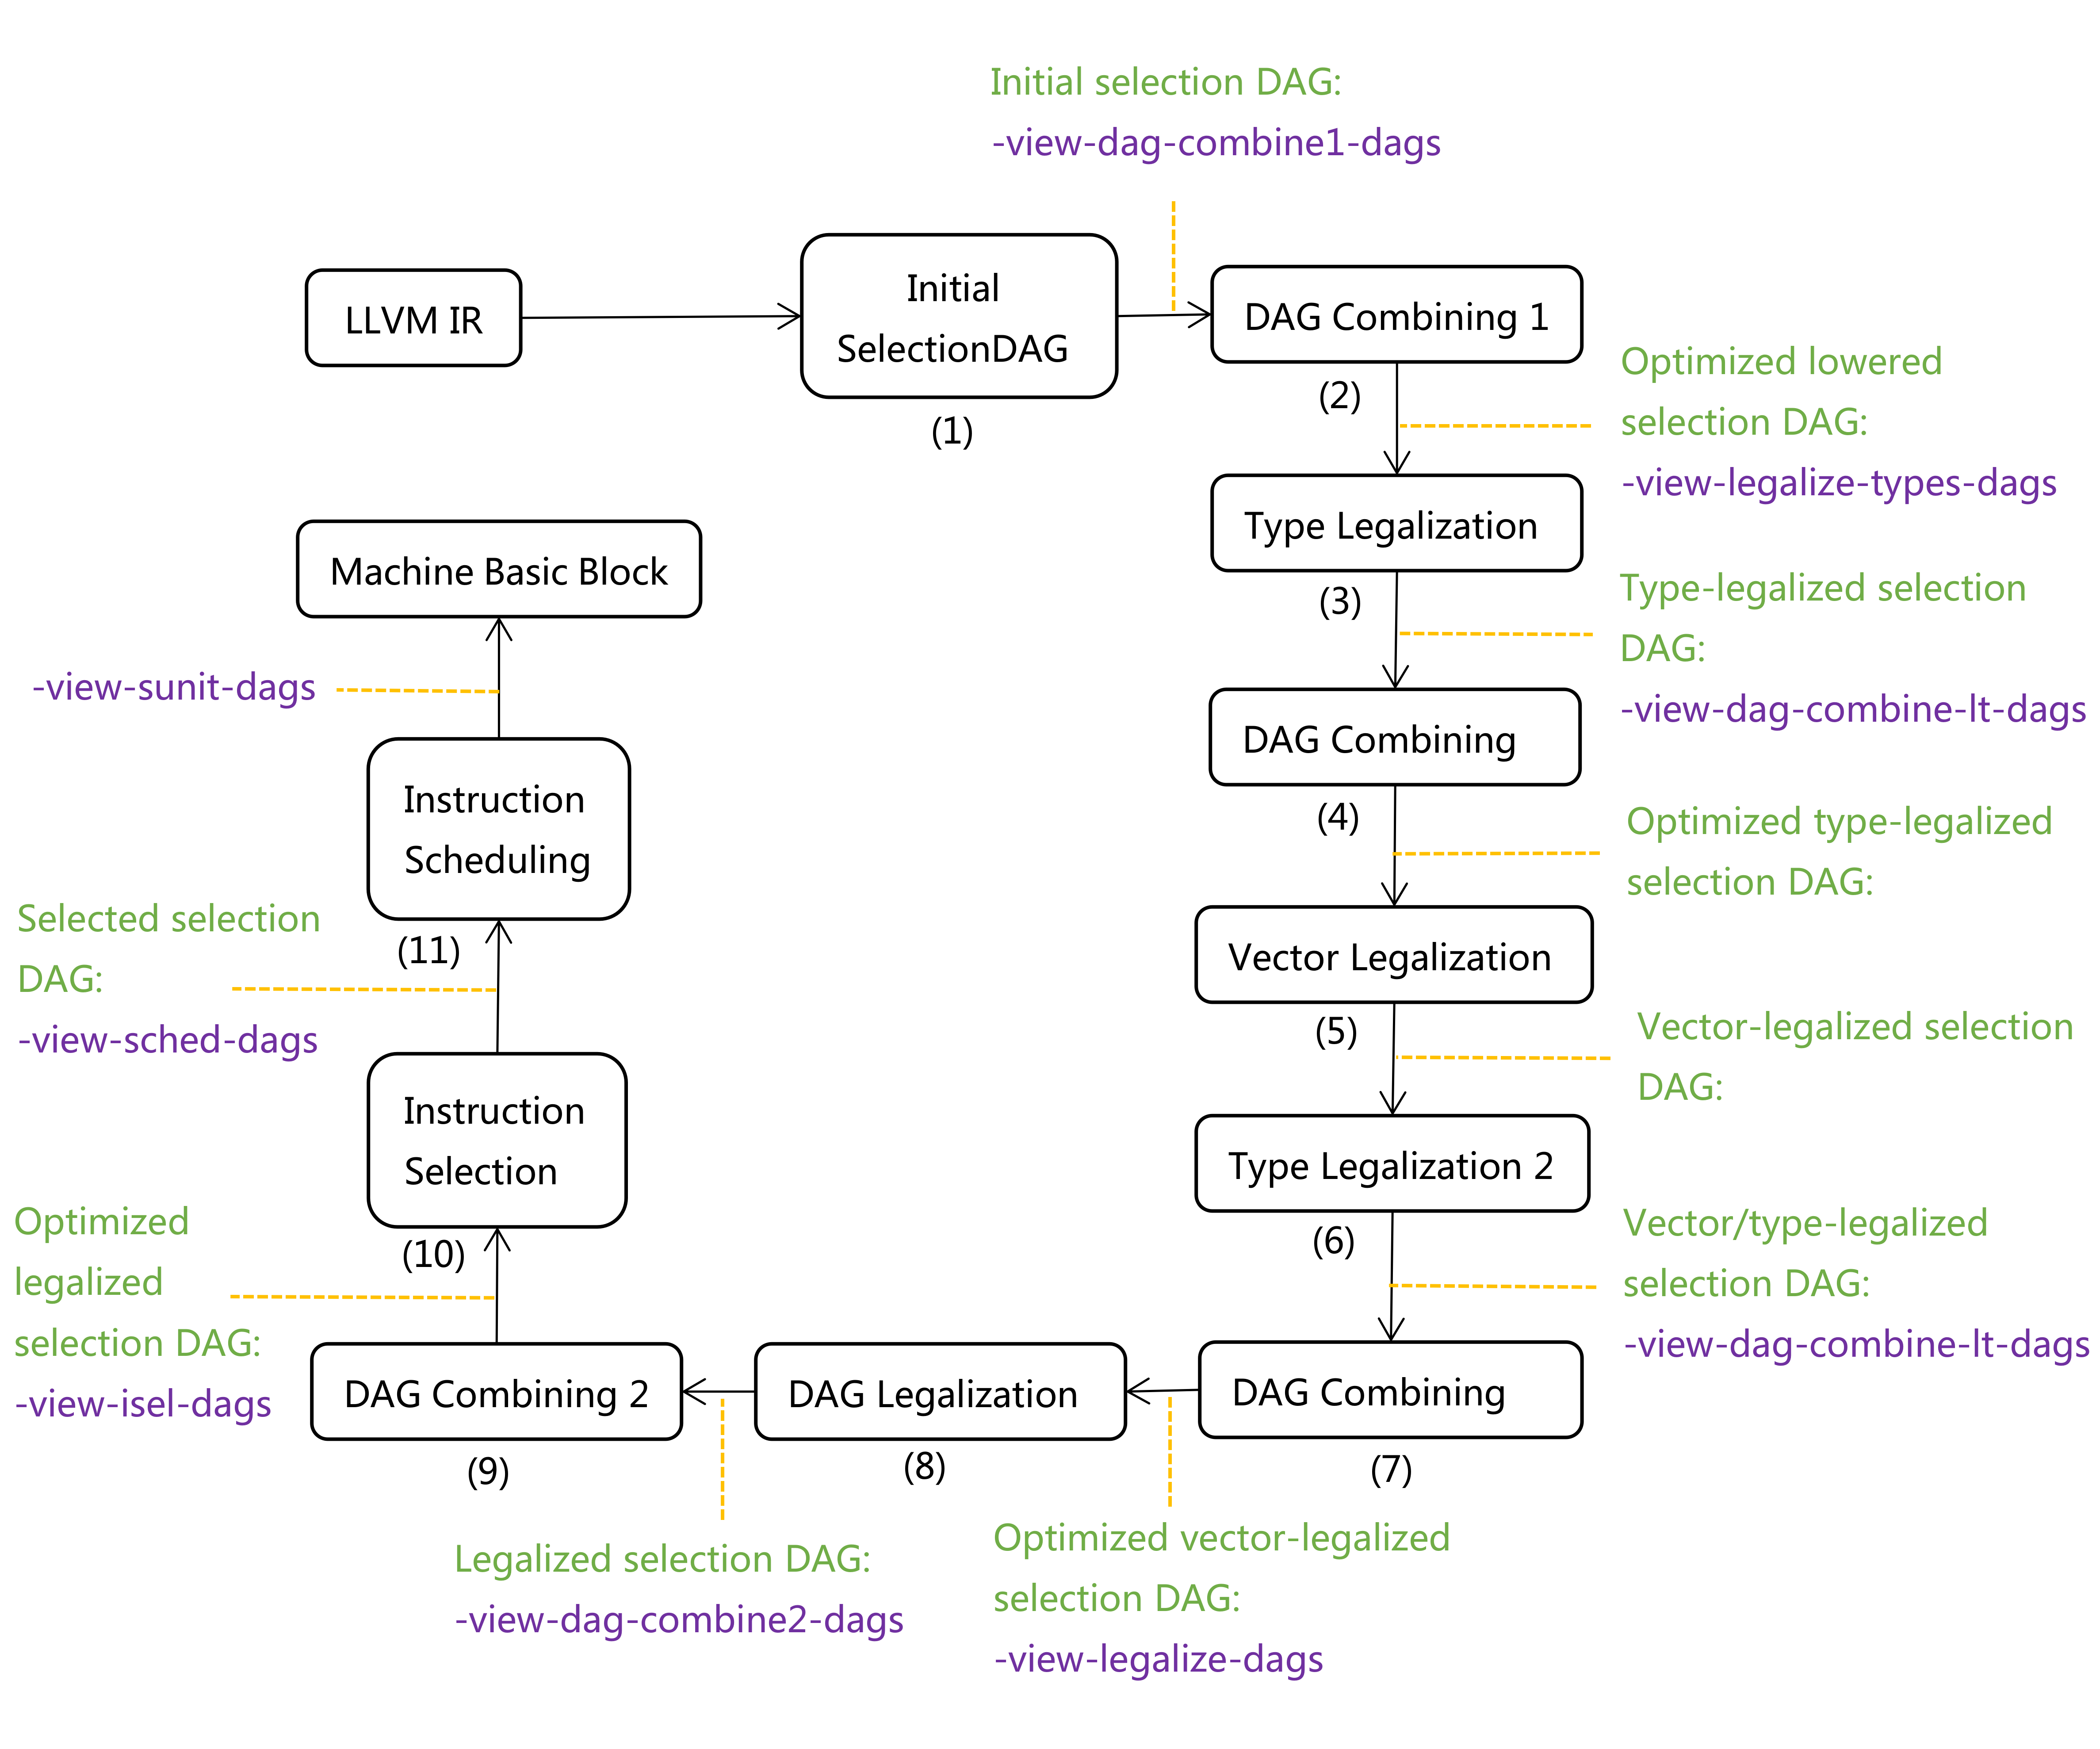 Initial selection DAG:
-view-dag-combine1-dags
LLVM IR
Initial
SelectionDAG
(1)
DAG Combining 1
(2)
Optimized lowered
selection DAG:
-view-legalize-types-dags
Type Legalization
(3)
Type-legalized selection
DAG:
-view-dag-combine-lt-dags
DAG Combining
(4)
Optimized type-legalized
selection DAG:
Vector Legalization
(5)
Vector-legalized selection
DAG:
Type Legalization 2
(6)
Vector/type-legalized
selection DAG:
-view-dag-combine-lt-dags
DAG Combining
(7)
Optimized vector-legalized
selection DAG:
-view-legalize-dags
DAG Legalization
(8)
Legalized selection DAG:
-view-dag-combine2-dags
DAG Combining 2
(9)
Optimized
legalized
selection DAG:
-view-isel-dags
(10)
Instruction
Selection
Selected selection
DAG:
-view-sched-dags
(11)
Instruction
Scheduling
-view-sunit-dags
Machine Basic Block